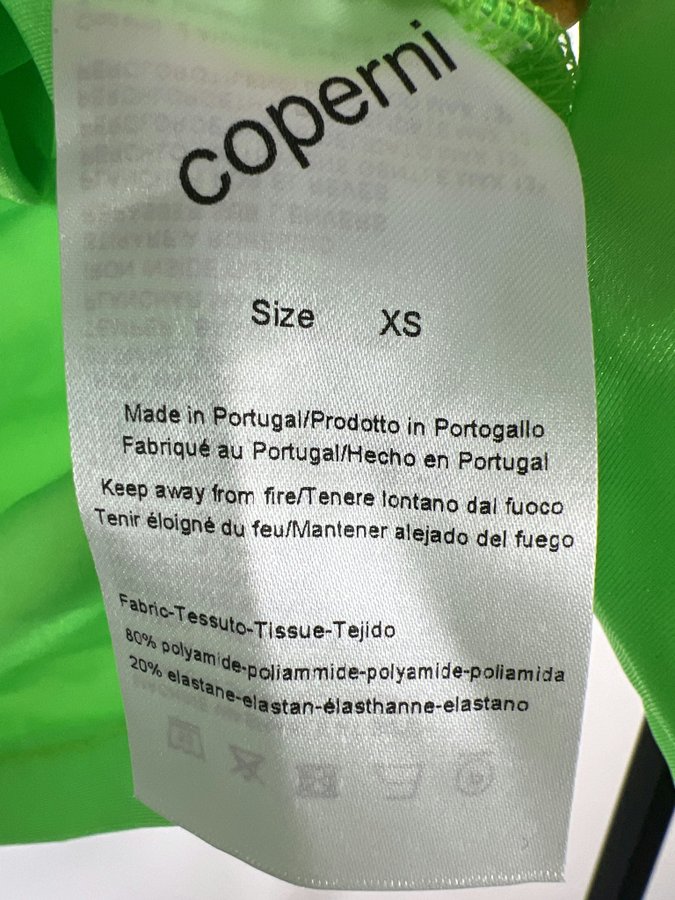 coperni
Size XS
Made in Portugal/Prodotto in Portogallo
Fabriqué au Portugal/Hecho en Portugal
Keep away from fire/Tenere lontano dal fuoco
Tenir éloigné du feu/Mantener alejado del fuego
Fabric-Tessuto-Tissue-Tejido
80% polyamide-poliammide-polyamide-poliamida
20% elastane-elastan-élasthanne-elastano